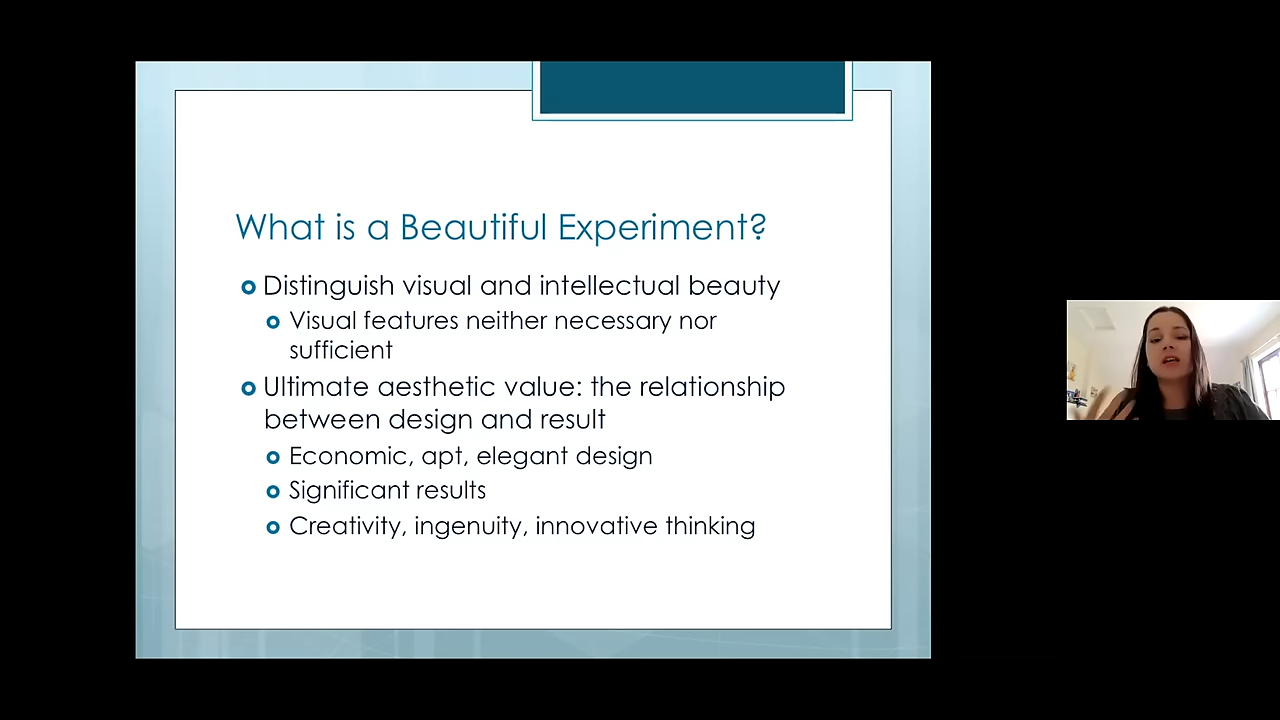 What is a Beautiful Experiment?
Distinguish visual and intellectual beauty
Visual features neither necessary nor
sufficient
Ultimate aesthetic value: the relationship
between design and result
Economic, apt, elegant design
Significant results
Creativity, ingenuity, innovative thinking